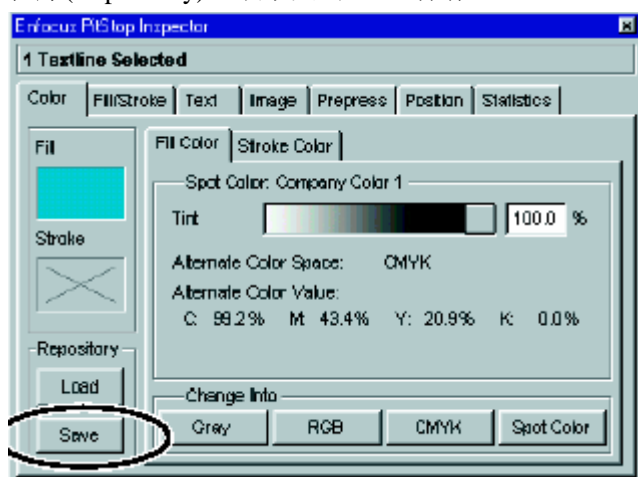 Enfocus PitStop Inspector
1 Textline Selected
Color Fill/Stroke Text Image Prepress Position Statistics
Fill
Fill Color Stroke Color
Spot Color: Company Color 1
Tint 100.0 %
Stroke
Alternate Color Space: CMYK
Alternate Color Value:
C: 99.2% M: 43.4% Y: 20.9% K: 0.0%
Repository
Load
Change Into
Save Gray RGB CMYK Spot Color